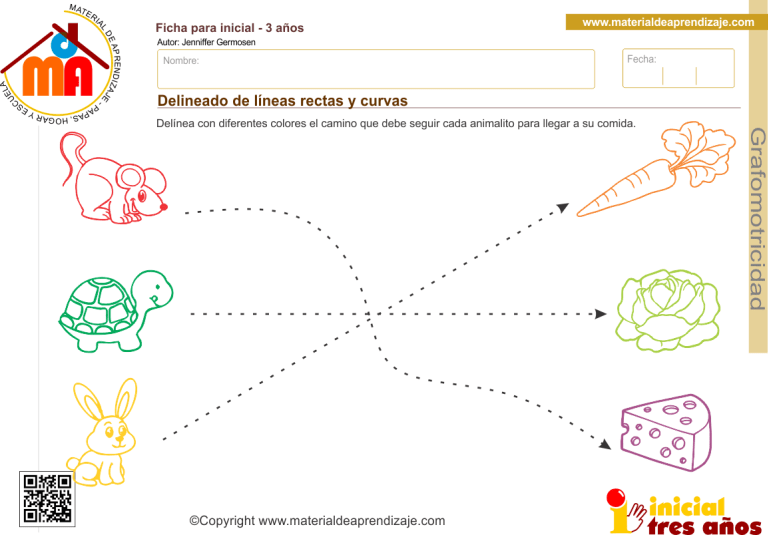 MATERIAL DE APRENDIZAJE - PAPAS, HOGAR Y ESCUELA
dmA
Ficha para inicial - 3 años
www.materialdeaprendizaje.com
Autor: Jenniffer Germosen
Nombre:
Fecha:
Delineado de líneas rectas y curvas
Delínea con diferentes colores el camino que debe seguir cada animalito para llegar a su comida.
Grafomotricidad
©Copyright www.materialdeaprendizaje.com
inicial
tres años